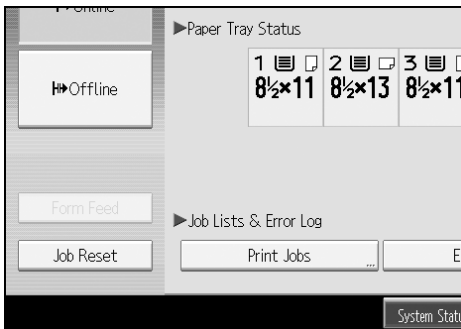 Paper Tray Status
1 2 3
8½×11 8½×13 8½×11
Offline
Form Feed
Job Lists & Error Log
Job Reset
Print Jobs ...
System